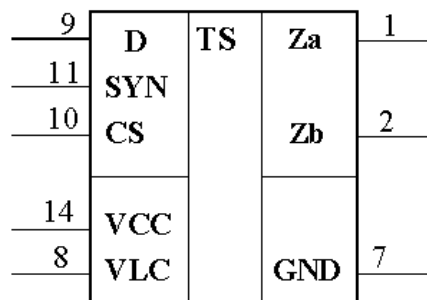 9 D TS Za 1
11 SYN
10 CS Zb 2
14 VCC
8 VLC GND 7